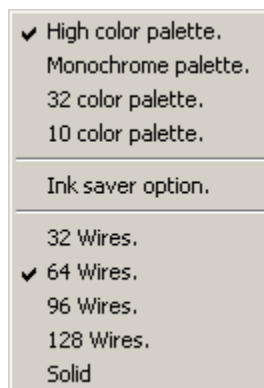 High color palette.
Monochrome palette.
32 color palette.
10 color palette.
Ink saver option.
32 Wires.
64 Wires.
96 Wires.
128 Wires.
Solid